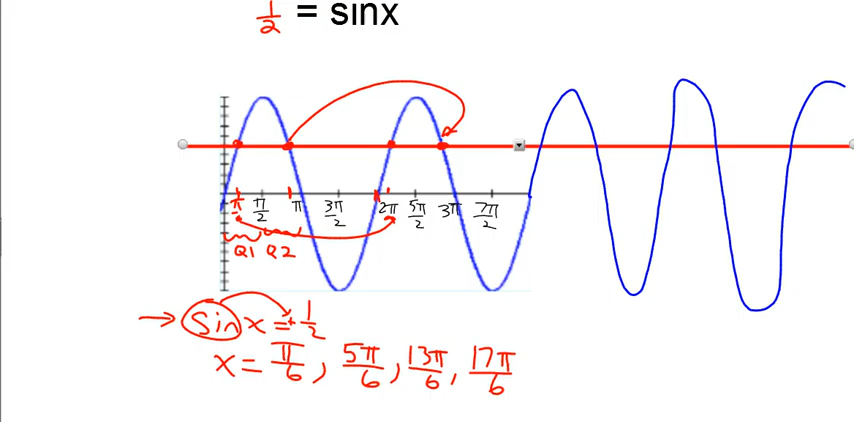 1/2 = sinx
π/6 π/2 π 3π/2 2π 5π/2 3π 7π/2
Q1 Q2
→ sin x = + 1/2
x = π/6, 5π/6, 13π/6, 17π/6